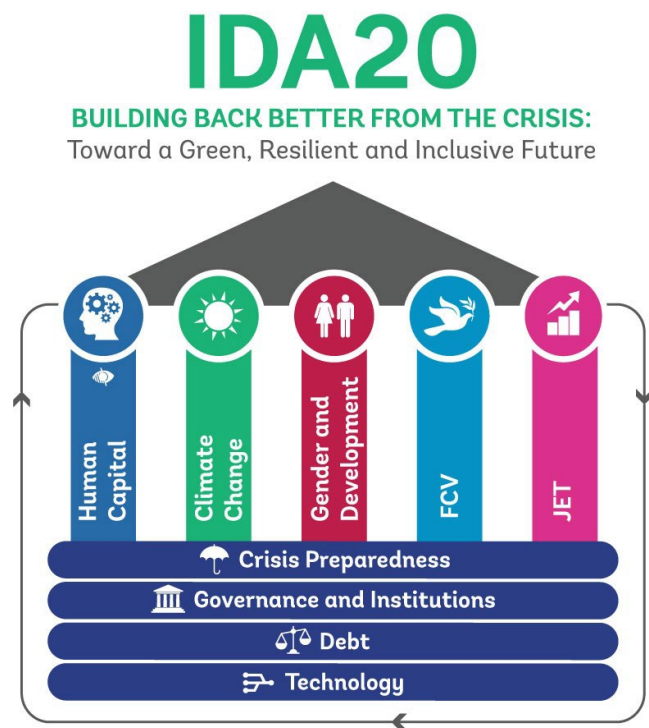 IDA20
BUILDING BACK BETTER FROM THE CRISIS:
Toward a Green, Resilient and Inclusive Future
Human
Capital
Climate
Change
Gender and
Development
FCV
JET
Crisis Preparedness
Governance and Institutions
Debt
Technology